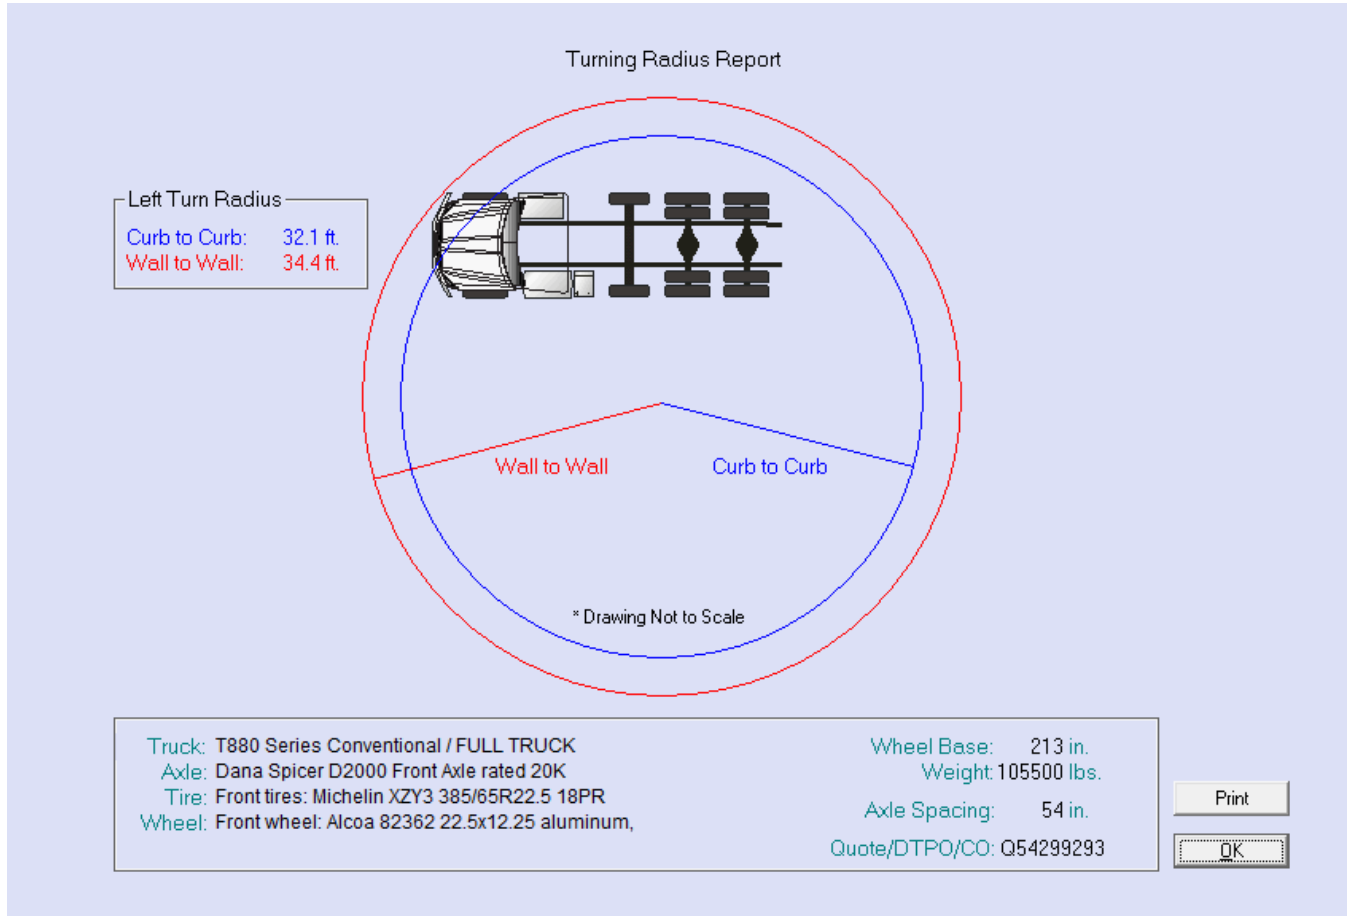 Turning Radius Report
Left Turn Radius
Curb to Curb: 32.1 ft.
Wall to Wall: 34.4 ft.
Wall to Wall
Curb to Curb
* Drawing Not to Scale
Truck: T880 Series Conventional / FULL TRUCK
Axle: Dana Spicer D2000 Front Axle rated 20K
Tire: Front tires: Michelin XZY3 385/65R22.5 18PR
Wheel: Front wheel: Alcoa 82362 22.5x12.25 aluminum,
Wheel Base: 213 in.
Weight: 105500 lbs.
Axle Spacing: 54 in.
Quote/DTPO/CO: Q54299293
Print
OK